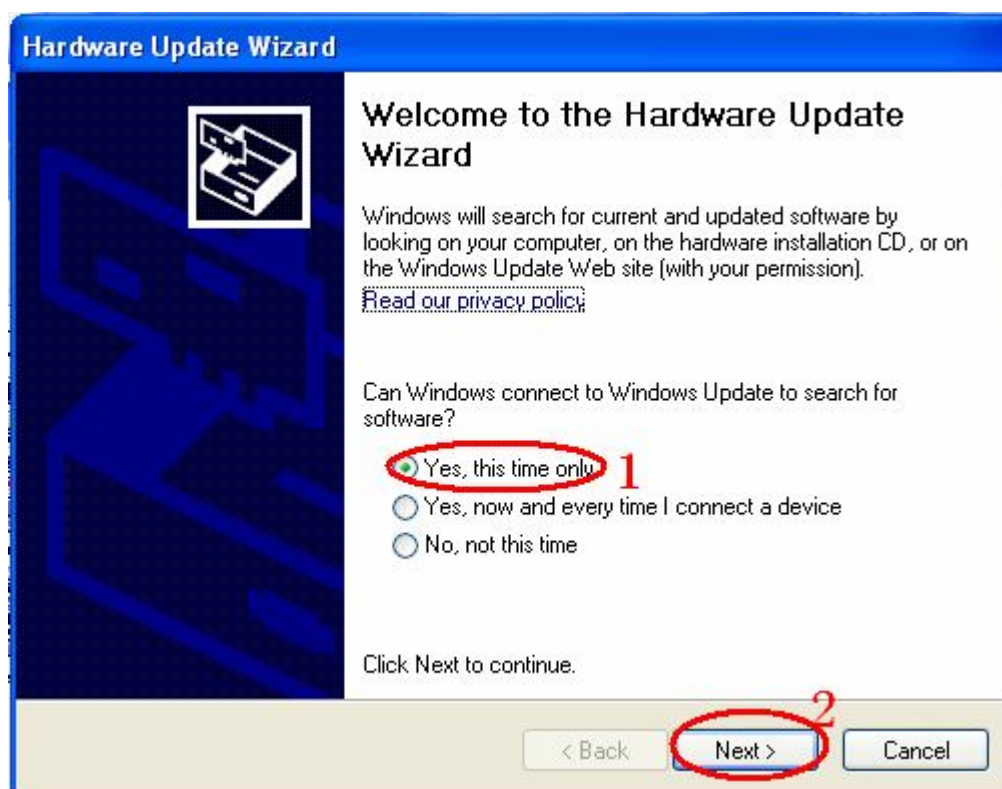 Hardware Update Wizard
Welcome to the Hardware Update
Wizard
Windows will search for current and updated software by
looking on your computer, on the hardware installation CD, or on
the Windows Update Web site (with your permission).
Read our privacy policy
Can Windows connect to Windows Update to search for
software?
Yes, this time only 1
Yes, now and every time I connect a device
No, not this time
Click Next to continue.
2
< Back Next > Cancel